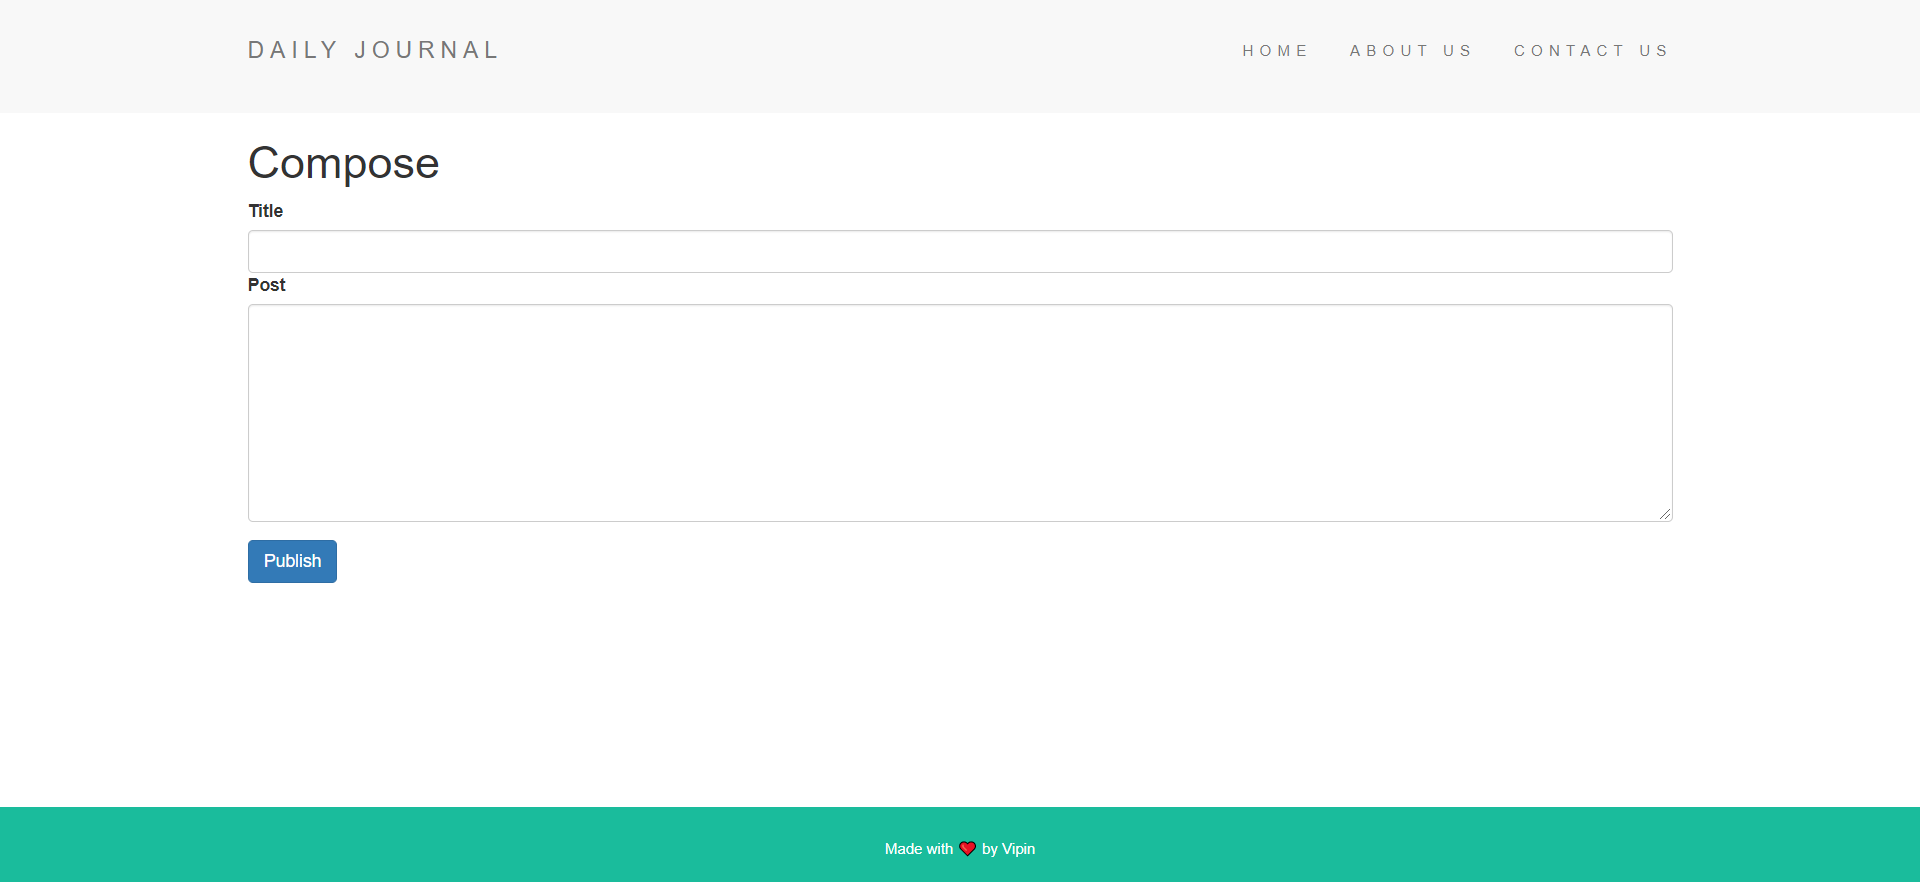 DAILY JOURNAL
HOME ABOUT US CONTACT US
Compose
Title
Post
Publish
Made with ❤️ by Vipin